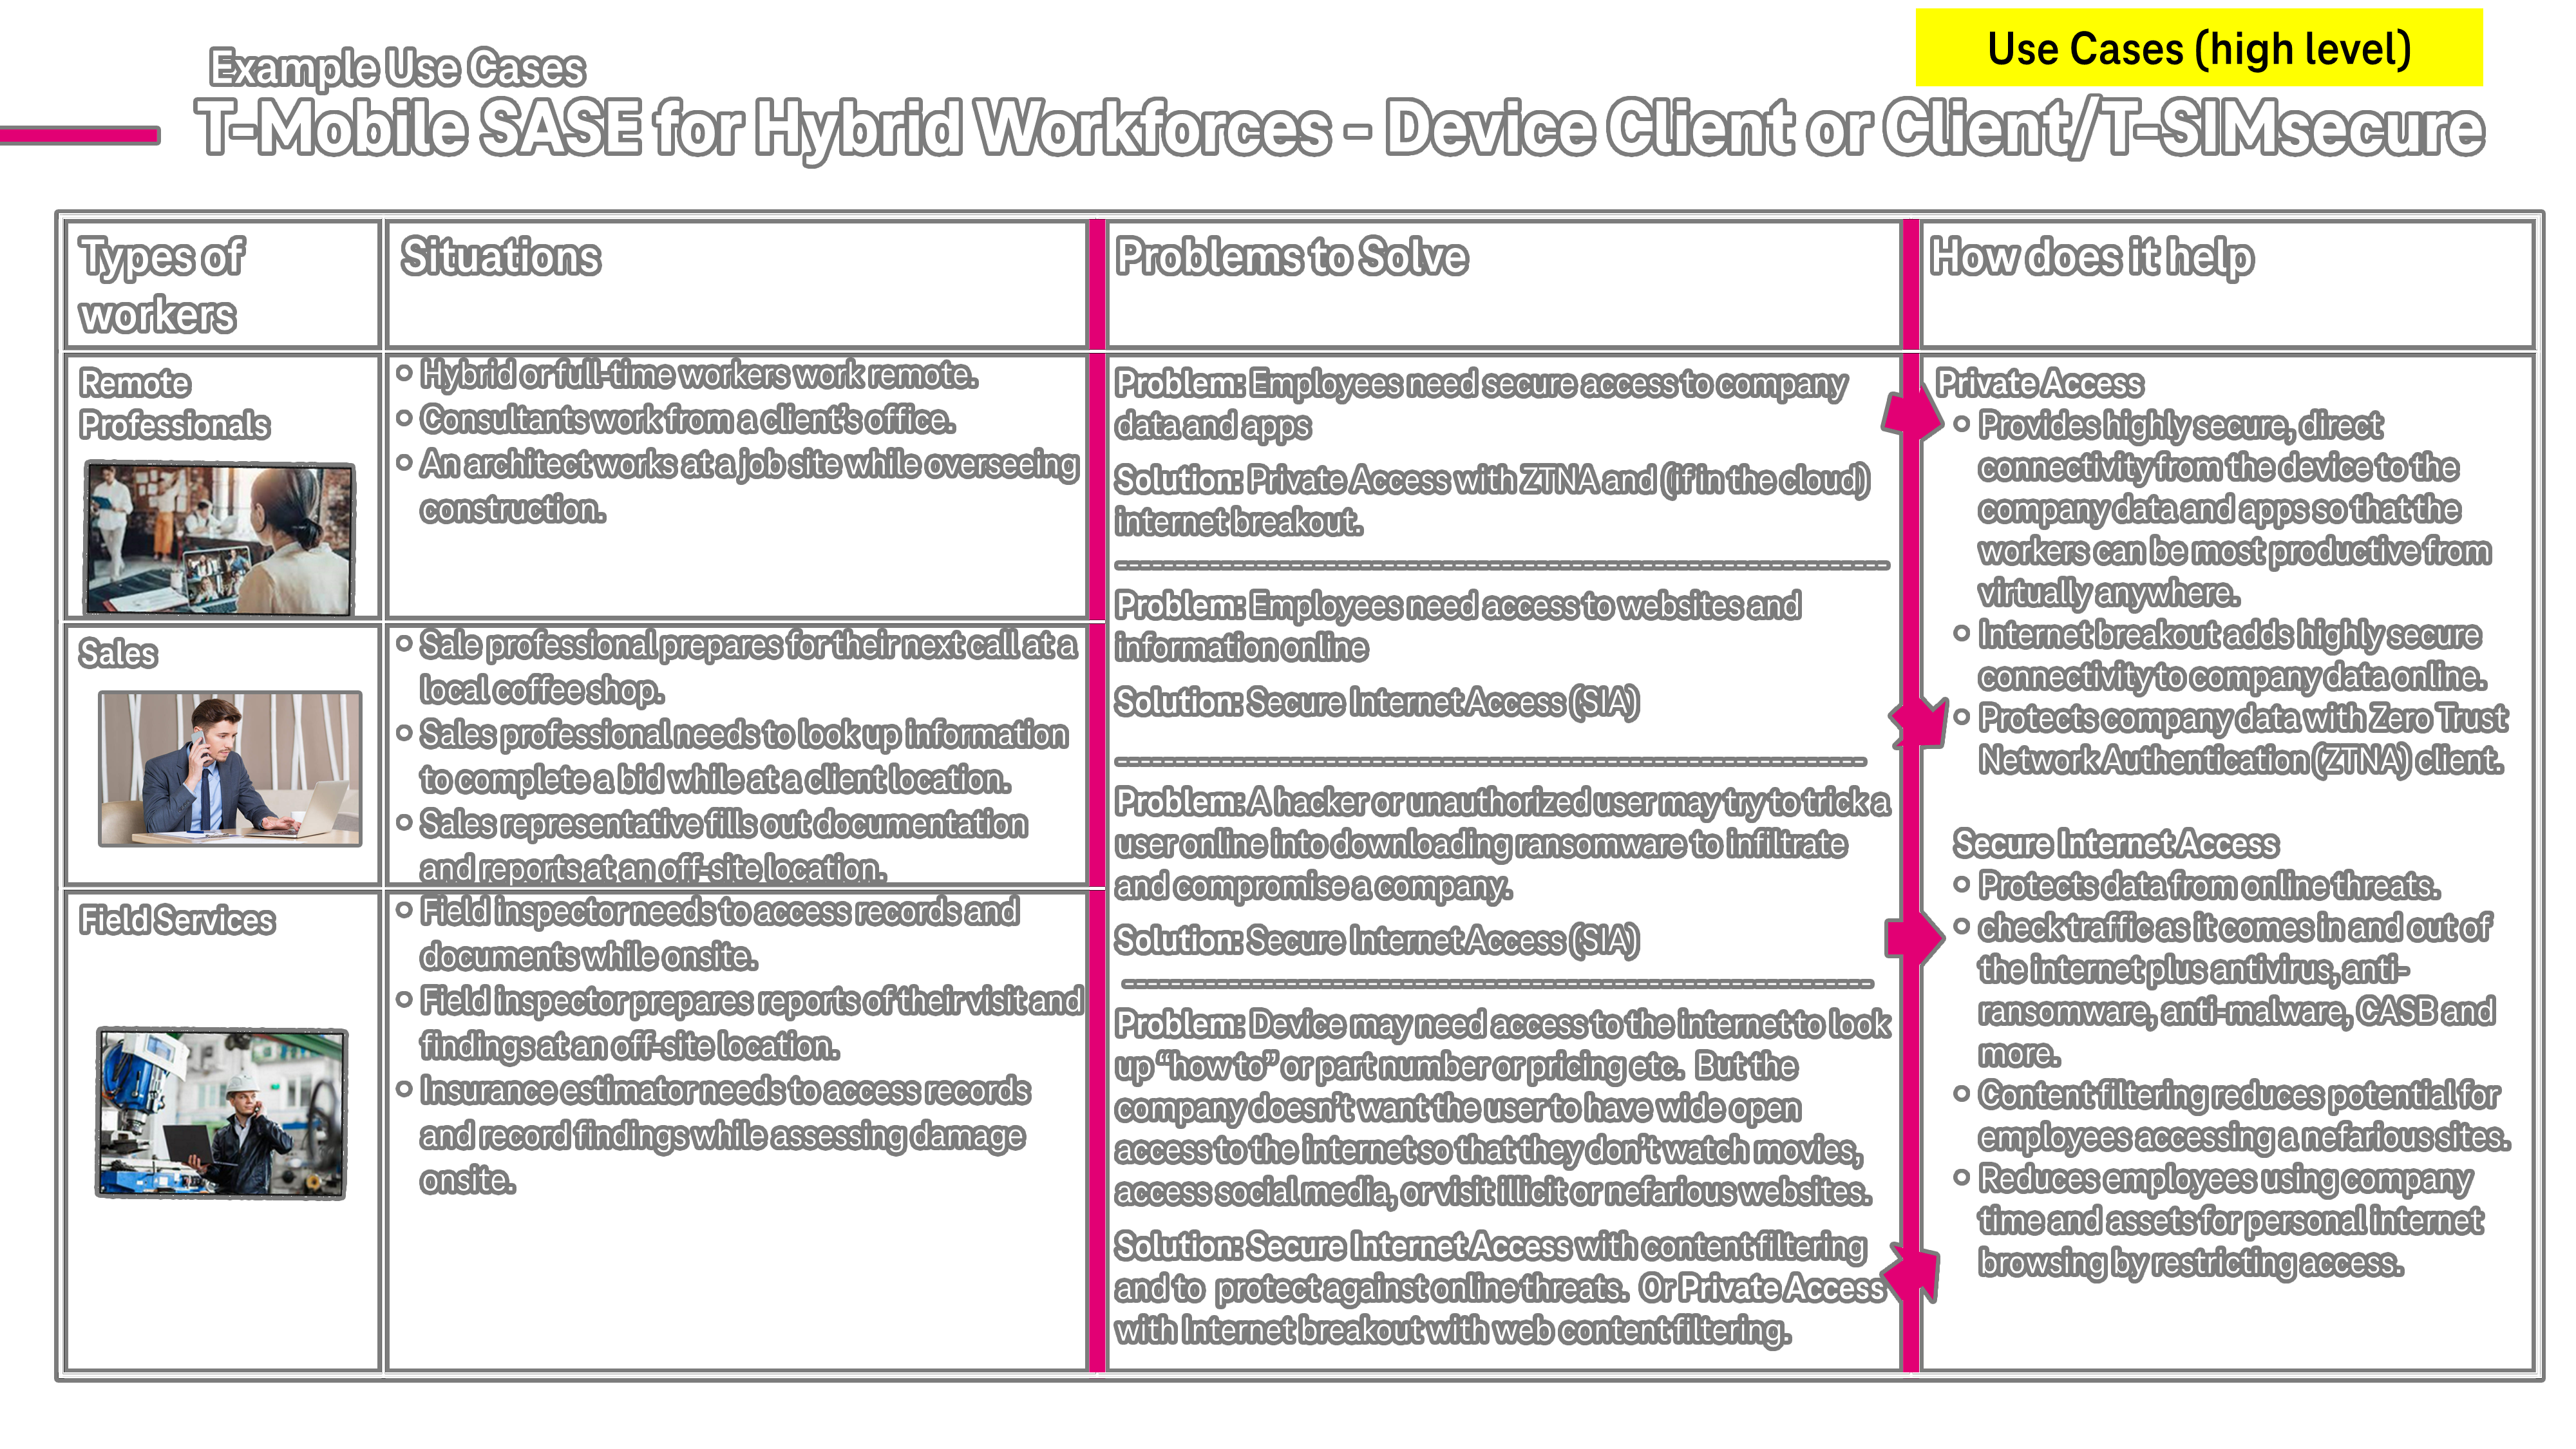 Use Cases (high level)
Example Use Cases
T-Mobile SASE for Hybrid Workforces - Device Client or Client/T-SIMsecure
Types of
workers
Situations
Problems to Solve
How does it help
Remote
Professionals
Hybrid or full-time workers work remote.
Consultants work from a client's office.
An architect works at a job site while overseeing
construction.
Sales
Sale professional prepares for their next call at a
local coffee shop.
Sales professional needs to look up information
to complete a bid while at a client location.
Sales representative fills out documentation
and reports at an off-site location.
Field Services
Field inspector needs to access records and
documents while onsite.
Field inspector prepares reports of their visit and
findings at an off-site location.
Insurance estimator needs to access records
and record findings while assessing damage
onsite.
Problem: Employees need secure access to company
data and apps
Solution: Private Access with ZTNA and (if in the cloud)
internet breakout.
Problem: Employees need access to websites and
information online
Solution: Secure Internet Access (SIA)
Problem: A hacker or unauthorized user may try to trick a
user online into downloading ransomware to infiltrate
and compromise a company.
Solution: Secure Internet Access (SIA)
Problem: Device may need access to the internet to look
up “how to” or part number or pricing etc.  But the
company doesn't want the user to have wide open
access to the internet so that they don't watch movies,
access social media, or visit illicit or nefarious websites.
Solution: Secure Internet Access with content filtering
and to  protect against online threats.  Or Private Access
with Internet breakout with web content filtering.
Private Access
Provides highly secure, direct
connectivity from the device to the
company data and apps so that the
workers can be most productive from
virtually anywhere.
Internet breakout adds highly secure
connectivity to company data online.
Protects company data with Zero Trust
Network Authentication (ZTNA) client.
Secure Internet Access
Protects data from online threats.
check traffic as it comes in and out of
the internet plus antivirus, anti-
ransomware, anti-malware, CASB and
more.
Content filtering reduces potential for
employees accessing a nefarious sites.
Reduces employees using company
time and assets for personal internet
browsing by restricting access.